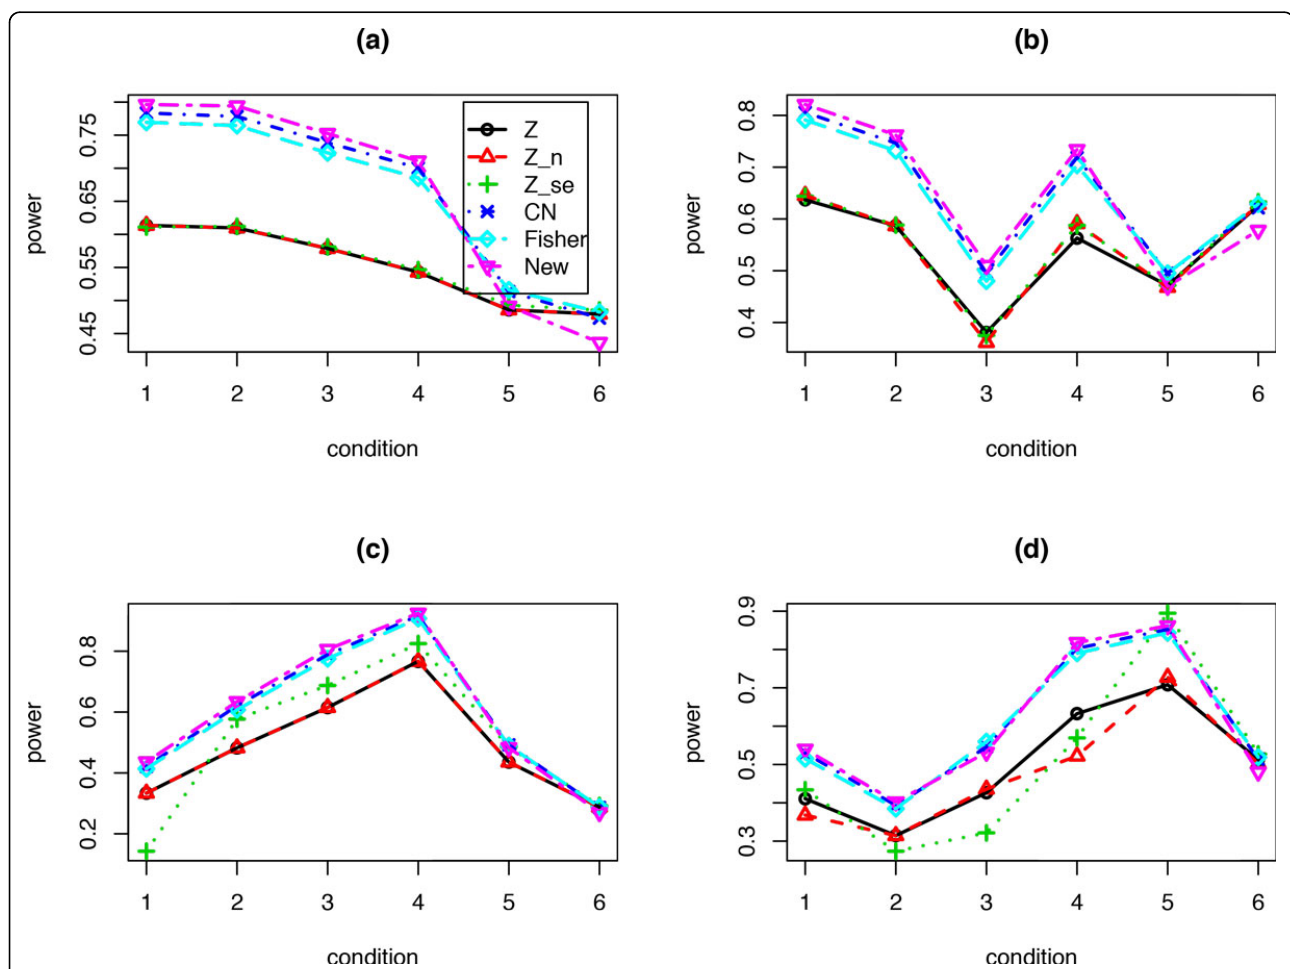 (a)
power
0.75
0.65
0.55
0.45
Z
Z_n
Z_se
CN
Fisher
New
1 2 3 4 5 6
condition
(b)
power
0.8
0.7
0.6
0.5
0.4
1 2 3 4 5 6
condition
(c)
power
0.8
0.6
0.4
0.2
1 2 3 4 5 6
condition
(d)
power
0.9
0.7
0.5
0.3
1 2 3 4 5 6
condition